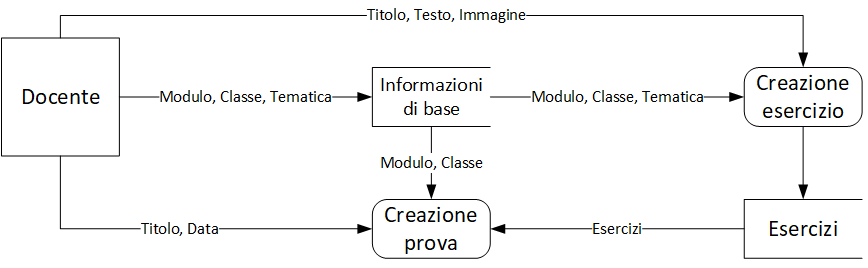 Titolo, Testo, Immagine
Docente
Modulo, Classe, Tematica
Informazioni
di base
Modulo, Classe, Tematica
Creazione
esercizio
Modulo, Classe
Titolo, Data
Creazione
prova
Esercizi
Esercizi